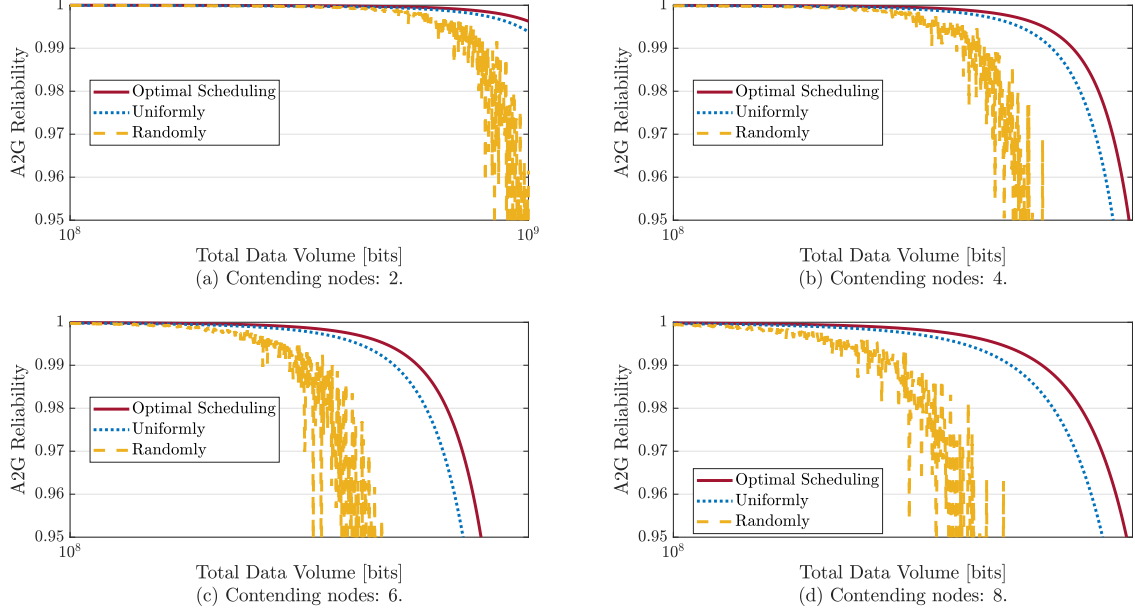 1
0.99
0.98
0.97
0.96
0.95
A2G Reliability
Optimal Scheduling
Uniformly
Randomly
10^8
10^9
Total Data Volume [bits]
(a) Contending nodes: 2.
1
0.99
0.98
0.97
0.96
0.95
A2G Reliability
Optimal Scheduling
Uniformly
Randomly
10^8
Total Data Volume [bits]
(b) Contending nodes: 4.
1
0.99
0.98
0.97
0.96
0.95
A2G Reliability
Optimal Scheduling
Uniformly
Randomly
10^8
Total Data Volume [bits]
(c) Contending nodes: 6.
1
0.99
0.98
0.97
0.96
0.95
A2G Reliability
Optimal Scheduling
Uniformly
Randomly
10^8
Total Data Volume [bits]
(d) Contending nodes: 8.